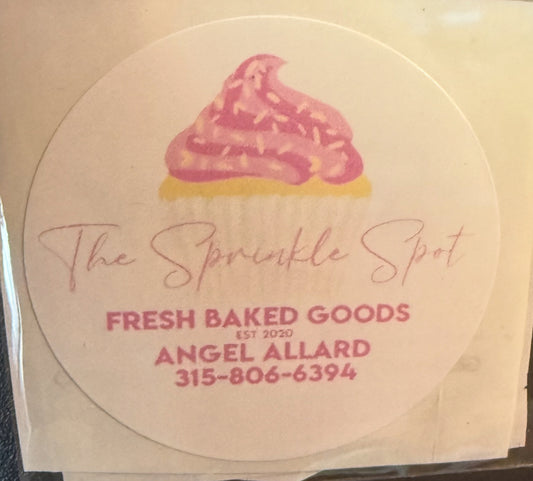 The Sprinkle Spot
FRESH BAKED GOODS
EST 2020
ANGEL ALLARD
315-806-6394